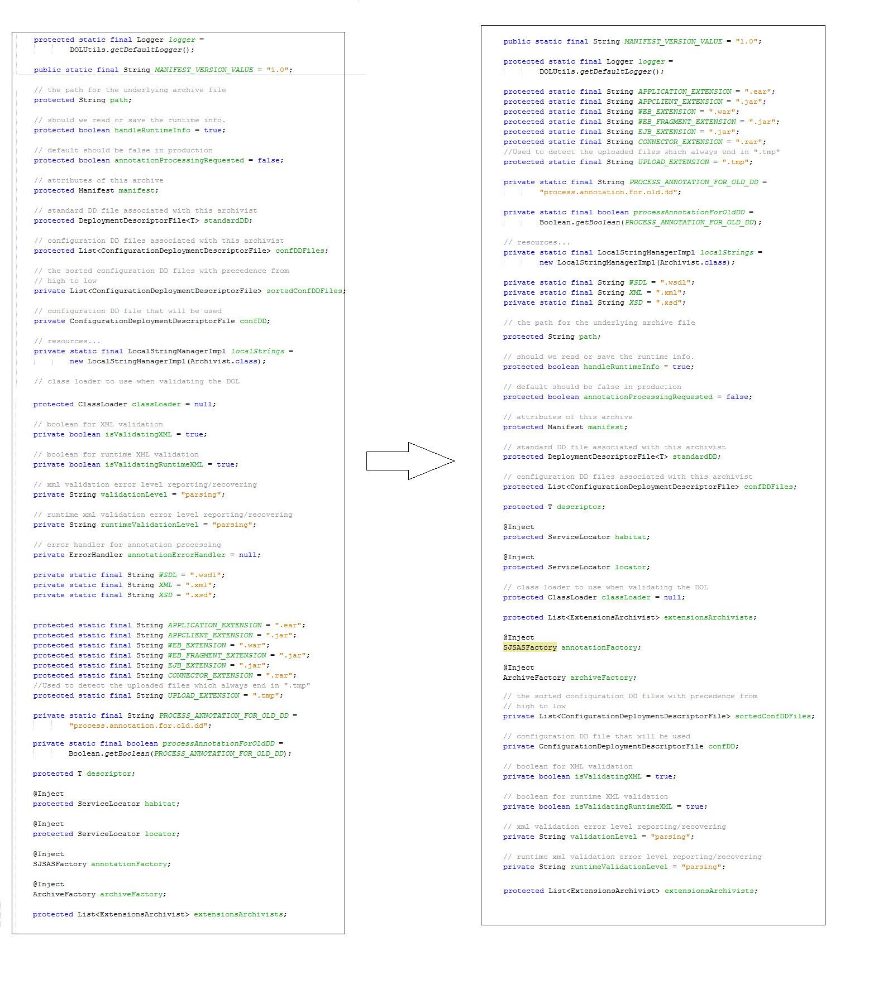 protected static final Logger logger =
DOLUtils.getDefaultLogger();
public static final String MANIFEST_VERSION_VALUE = "1.0";
// the path for the underlying archive file
protected String path;
// should we read or save the runtime info.
protected boolean handleRuntimeInfo = true;
// default should be false in production
protected boolean annotationProcessingRequested = false;
// attributes of this archive
protected Manifest manifest;
// standard DD file associated with this archivist
protected DeploymentDescriptorFile<T> standardDD;
// configuration DD files associated with this archivist
protected List<ConfigurationDeploymentDescriptorFile> confDDFiles;
// the sorted configuration DD files with precedence from
// high to low
private List<ConfigurationDeploymentDescriptorFile> sortedConfDDFiles;
// configuration DD file that will be used
private ConfigurationDeploymentDescriptorFile confDD;
// resources...
private static final LocalStringManagerImpl localStrings =
new LocalStringManagerImpl(Archivist.class);
// class loader to use when validating the DOL
protected ClassLoader classLoader = null;
// boolean for XML validation
private boolean isValidatingXML = true;
// boolean for runtime XML validation
private boolean isValidatingRuntimeXML = true;
// xml validation error level reporting/recovering
private String validationLevel = "parsing";
// runtime xml validation error level reporting/recovering
private String runtimeValidationLevel = "parsing";
// error handler for annotation processing
private ErrorHandler annotationErrorHandler = null;
private static final String WSDL = ".wsdl";
private static final String XML = ".xml";
private static final String XSD = ".xsd";
protected static final String APPLICATION_EXTENSION = ".ear";
protected static final String APPCLIENT_EXTENSION = ".jar";
protected static final String WEB_EXTENSION = ".war";
protected static final String WEB_FRAGMENT_EXTENSION = ".jar";
protected static final String EJB_EXTENSION = ".jar";
protected static final String CONNECTOR_EXTENSION = ".rar";
//Used to detect the uploaded files which always end in ".tmp"
protected static final String UPLOAD_EXTENSION = ".tmp";
private static final String PROCESS_ANNOTATION_FOR_OLD_DD =
"process.annotation.for.old.dd";
private static final boolean processAnnotationForOldDD =
Boolean.getBoolean(PROCESS_ANNOTATION_FOR_OLD_DD);
protected T descriptor;
@Inject
protected ServiceLocator habitat;
@Inject
protected ServiceLocator locator;
@Inject
SJSASFactory annotationFactory;
@Inject
ArchiveFactory archiveFactory;
protected List<ExtensionsArchivist> extensionsArchivists;
public static final String MANIFEST_VERSION_VALUE = "1.0";
protected static final Logger logger =
DOLUtils.getDefaultLogger();
protected static final String APPLICATION_EXTENSION = ".ear";
protected static final String APPCLIENT_EXTENSION = ".jar";
protected static final String WEB_EXTENSION = ".war";
protected static final String WEB_FRAGMENT_EXTENSION = ".jar";
protected static final String EJB_EXTENSION = ".jar";
protected static final String CONNECTOR_EXTENSION = ".rar";
//Used to detect the uploaded files which always end in ".tmp"
protected static final String UPLOAD_EXTENSION = ".tmp";
private static final String PROCESS_ANNOTATION_FOR_OLD_DD =
"process.annotation.for.old.dd";
private static final boolean processAnnotationForOldDD =
Boolean.getBoolean(PROCESS_ANNOTATION_FOR_OLD_DD);
// resources...
private static final LocalStringManagerImpl localStrings =
new LocalStringManagerImpl(Archivist.class);
private static final String WSDL = ".wsdl";
private static final String XML = ".xml";
private static final String XSD = ".xsd";
// the path for the underlying archive file
protected String path;
// should we read or save the runtime info.
protected boolean handleRuntimeInfo = true;
// default should be false in production
protected boolean annotationProcessingRequested = false;
// attributes of this archive
protected Manifest manifest;
// standard DD file associated with this archivist
protected DeploymentDescriptorFile<T> standardDD;
// configuration DD files associated with this archivist
protected List<ConfigurationDeploymentDescriptorFile> confDDFiles;
protected T descriptor;
@Inject
protected ServiceLocator habitat;
@Inject
protected ServiceLocator locator;
// class loader to use when validating the DOL
protected ClassLoader classLoader = null;
protected List<ExtensionsArchivist> extensionsArchivists;
@Inject
SJSASFactory annotationFactory;
@Inject
ArchiveFactory archiveFactory;
// the sorted configuration DD files with precedence from
// high to low
private List<ConfigurationDeploymentDescriptorFile> sortedConfDDFiles;
// configuration DD file that will be used
private ConfigurationDeploymentDescriptorFile confDD;
// boolean for XML validation
private boolean isValidatingXML = true;
// boolean for runtime XML validation
private boolean isValidatingRuntimeXML = true;
// xml validation error level reporting/recovering
private String validationLevel = "parsing";
// runtime xml validation error level reporting/recovering
private String runtimeValidationLevel = "parsing";
protected List<ExtensionsArchivist> extensionsArchivists;